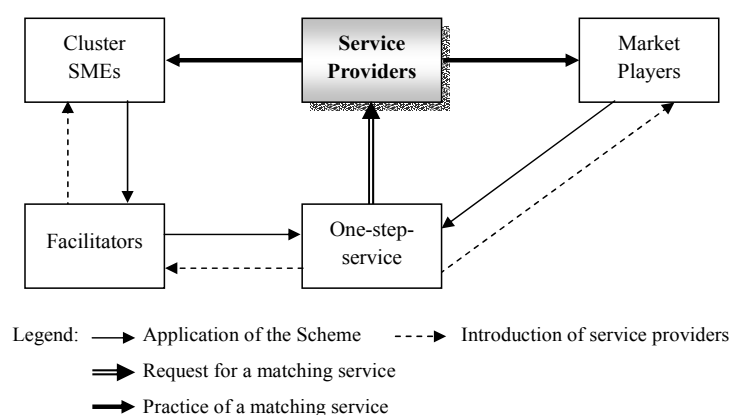 Cluster
SMEs
Service
Providers
Market
Players
Facilitators
One-step-
service
Legend: Application of the Scheme Introduction of service providers
Request for a matching service
Practice of a matching service